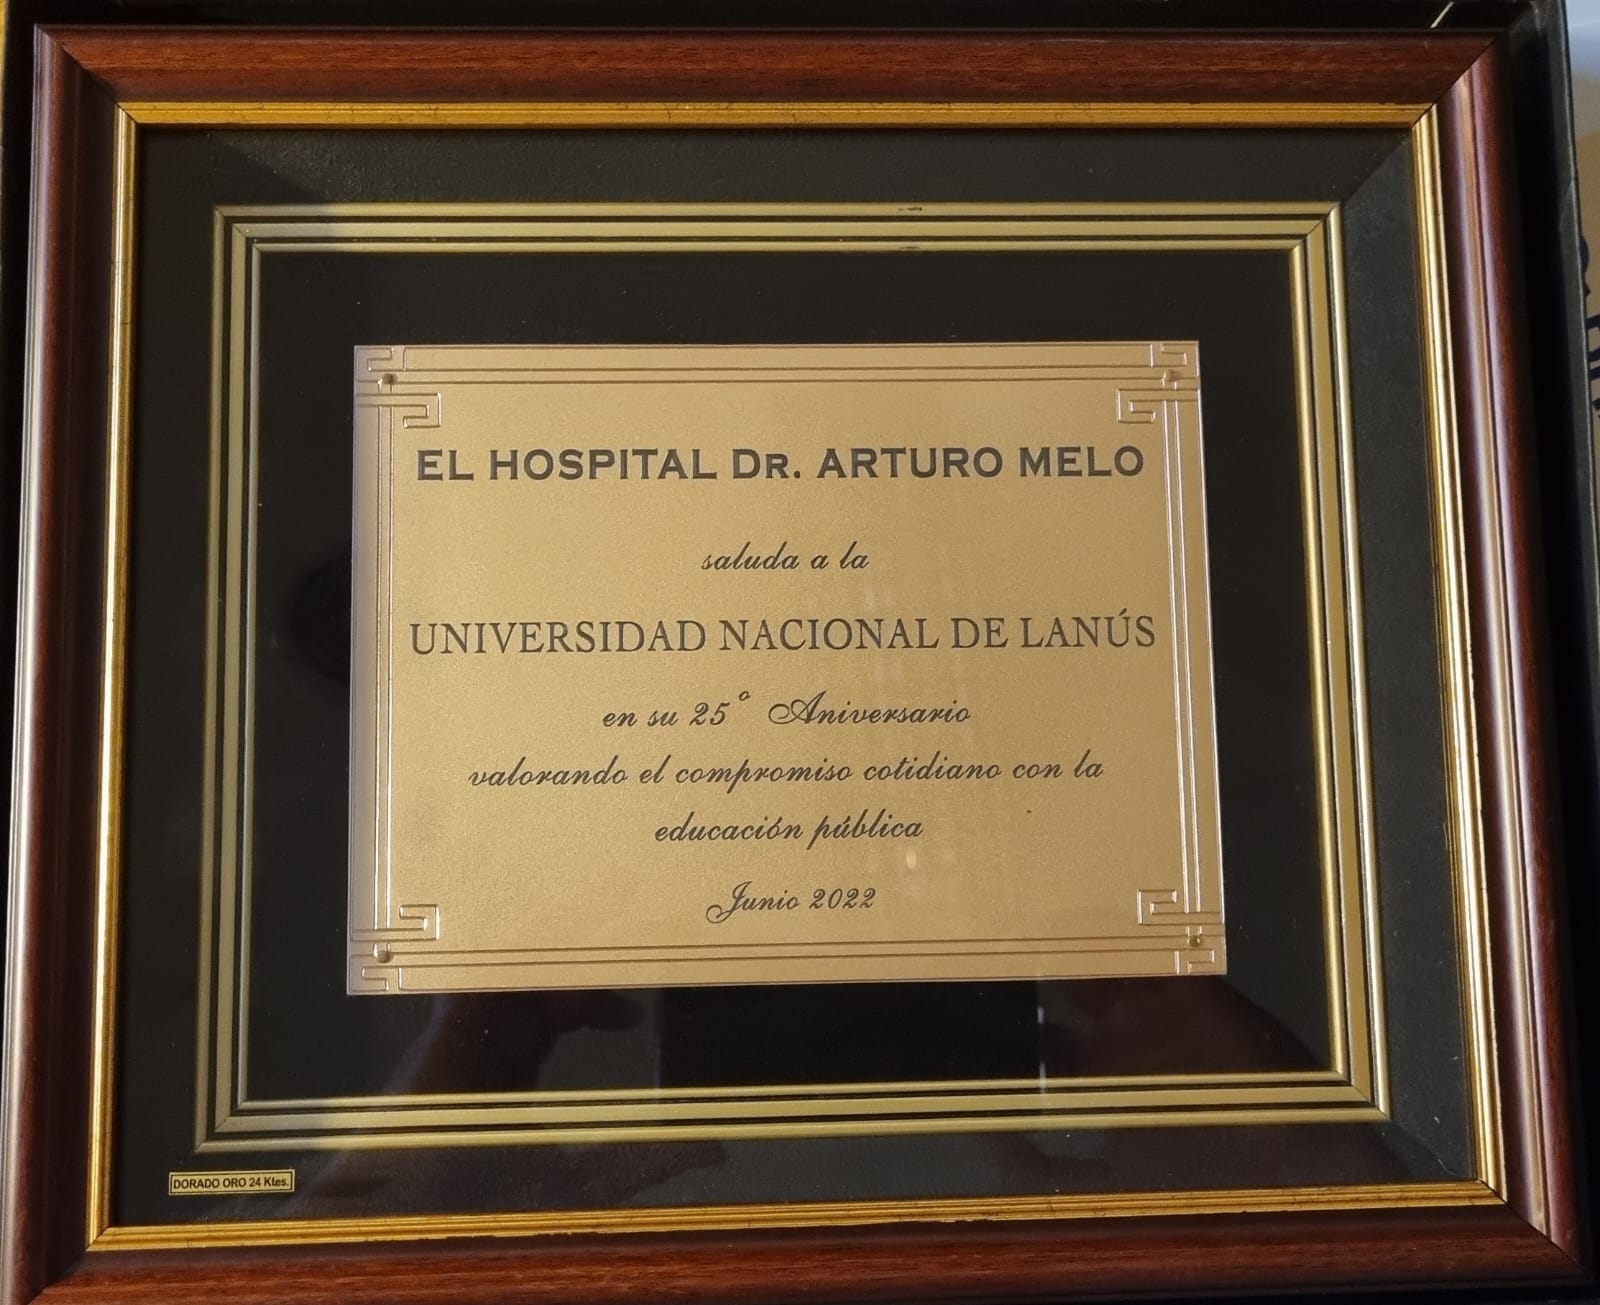 EL HOSPITAL DR. ARTURO MELO
saluda a la
UNIVERSIDAD NACIONAL DE LANÚS
en su 25º Aniversario
valorando el compromiso cotidiano con la
educación pública
Junio 2022
DORADO ORO 24 Ktes.